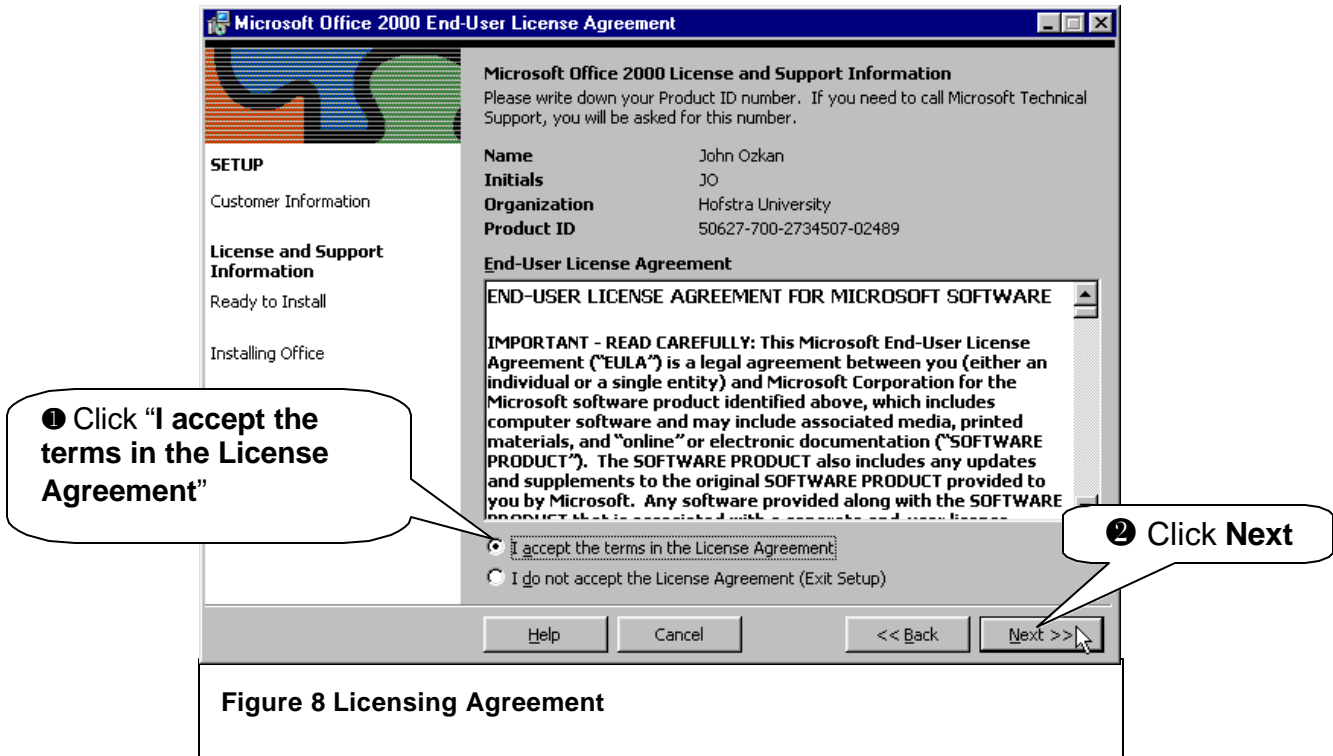 Microsoft Office 2000 End-User License Agreement
Microsoft Office 2000 License and Support Information
Please write down your Product ID number. If you need to call Microsoft Technical
Support, you will be asked for this number.
SETUP
Customer Information
License and Support
Information
Ready to Install
Installing Office
Name John Ozkan
Initials JO
Organization Hofstra University
Product ID 50627-700-2734507-02489
End-User License Agreement
END-USER LICENSE AGREEMENT FOR MICROSOFT SOFTWARE
IMPORTANT - READ CAREFULLY: This Microsoft End-User License
Agreement (“EULA”) is a legal agreement between you (either an
individual or a single entity) and Microsoft Corporation for the
Microsoft software product identified above, which includes
computer software and may include associated media, printed
materials, and “online” or electronic documentation (“SOFTWARE
PRODUCT”). The SOFTWARE PRODUCT also includes any updates
and supplements to the original SOFTWARE PRODUCT provided to
you by Microsoft. Any software provided along with the SOFTWARE
❶ Click “I accept the
terms in the License
Agreement”
I accept the terms in the License Agreement
I do not accept the License Agreement (Exit Setup)
❷ Click Next
Help Cancel << Back Next >>
Figure 8 Licensing Agreement